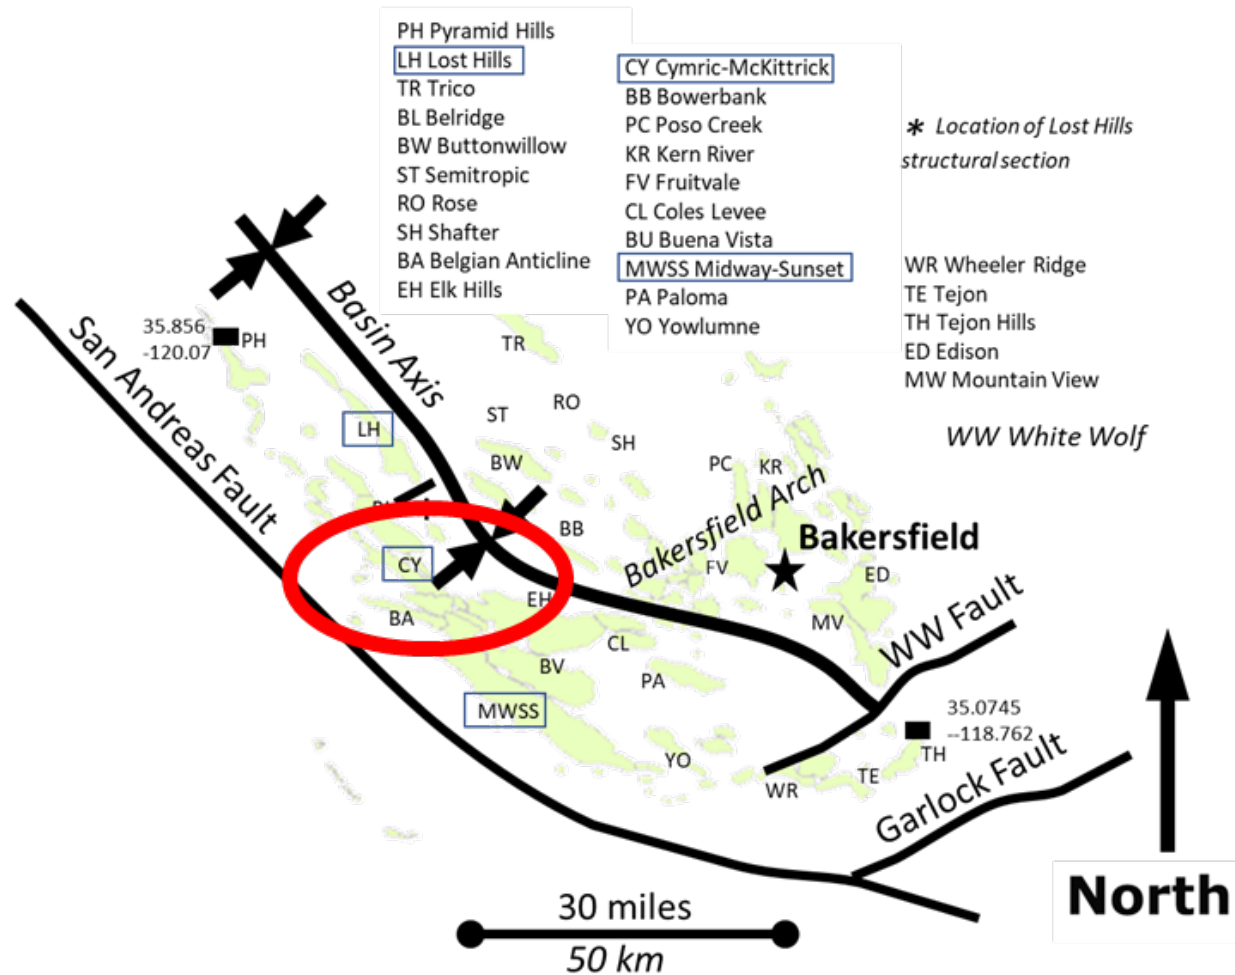 PH Pyramid Hills
LH Lost Hills
TR Trico
BL Belridge
BW Buttonwillow
ST Semitropic
RO Rose
SH Shafter
BA Belgian Anticline
EH Elk Hills
CY Cymric-McKittrick
BB Bowerbank
PC Poso Creek
KR Kern River
FV Fruitvale
CL Coles Levee
BU Buena Vista
MWSS Midway-Sunset
PA Paloma
YO Yowlumne
* Location of Lost Hills
structural section
WR Wheeler Ridge
TE Tejon
TH Tejon Hills
ED Edison
MW Mountain View
WW White Wolf
Basin Axis
San Andreas Fault
35.856
-120.07
PH
TR
LH
ST
RO
SH
BW
PC
KR
BB
Bakersfield Arch
Bakersfield
FV
ED
CY
EH
BA
MV
WW Fault
CL
BV
PA
MWSS
35.0745
--118.762
YO
TH
WR
TE
Garlock Fault
North
30 miles
50 km